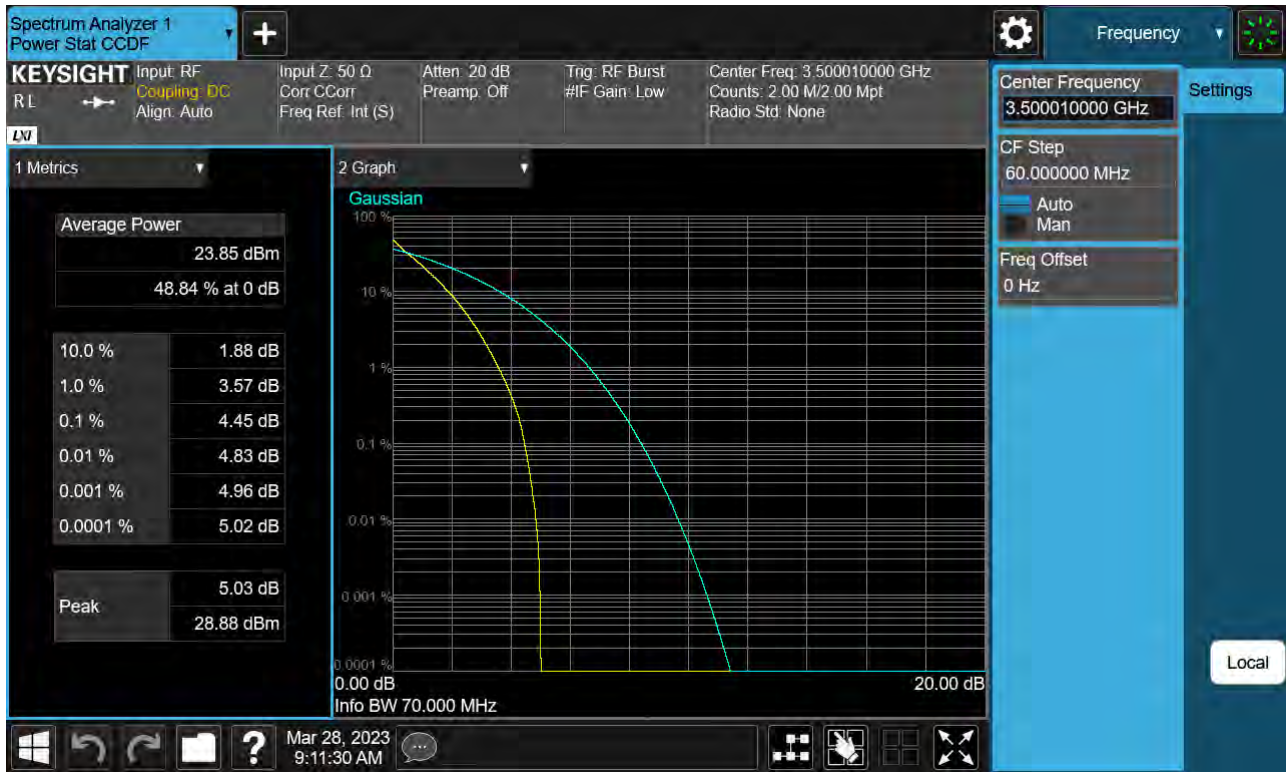 Spectrum Analyzer 1
Power Stat CCDF
Frequency
KEYSIGHT
RL
LXI
Input: RF
Coupling: DC
Align: Auto
Input Z: 50 Ω
Corr CCorr
Freq Ref: Int (S)
Atten: 20 dB
Preamp: Off
Trig: RF Burst
#IF Gain: Low
Center Freq: 3.500010000 GHz
Counts: 2.00 M/2.00 Mpt
Radio Std: None
Center Frequency
3.500010000 GHz
Settings
CF Step
60.000000 MHz
Auto
Man
Freq Offset
0 Hz
1 Metrics
Average Power
23.85 dBm
48.84 % at 0 dB
10.0 % 1.88 dB
1.0 % 3.57 dB
0.1 % 4.45 dB
0.01 % 4.83 dB
0.001 % 4.96 dB
0.0001 % 5.02 dB
Peak
5.03 dB
28.88 dBm
2 Graph
Gaussian
100 %
10 %
1 %
0.1 %
0.01 %
0.001 %
0.0001 %
0.00 dB 20.00 dB
Info BW 70.000 MHz
Local
?
Mar 28, 2023
9:11:30 AM